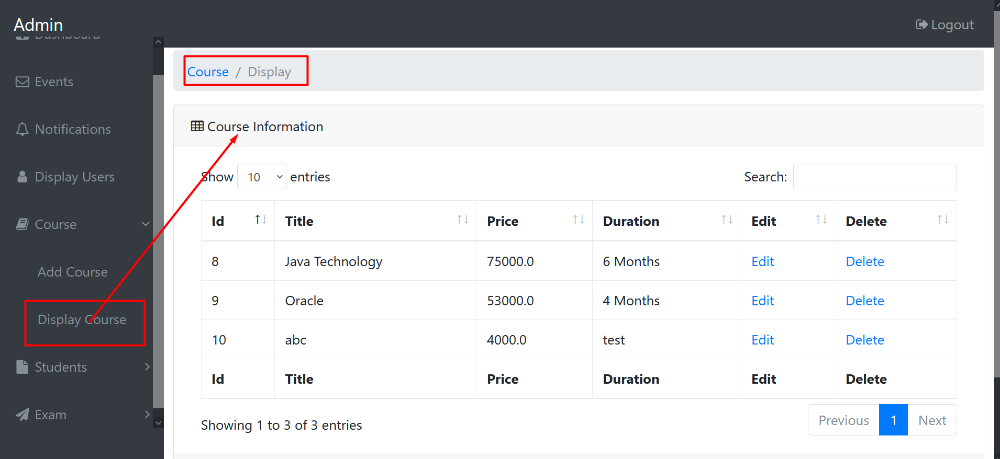 Admin
Logout
Dashboard
Events
Notifications
Display Users
Course
Add Course
Display Course
Students
Exam
Course / Display
Course Information
Show 10 entries
Search:
Id Title Price Duration Edit Delete
8 Java Technology 75000.0 6 Months Edit Delete
9 Oracle 53000.0 4 Months Edit Delete
10 abc 4000.0 test Edit Delete
Id Title Price Duration Edit Delete
Showing 1 to 3 of 3 entries
Previous 1 Next